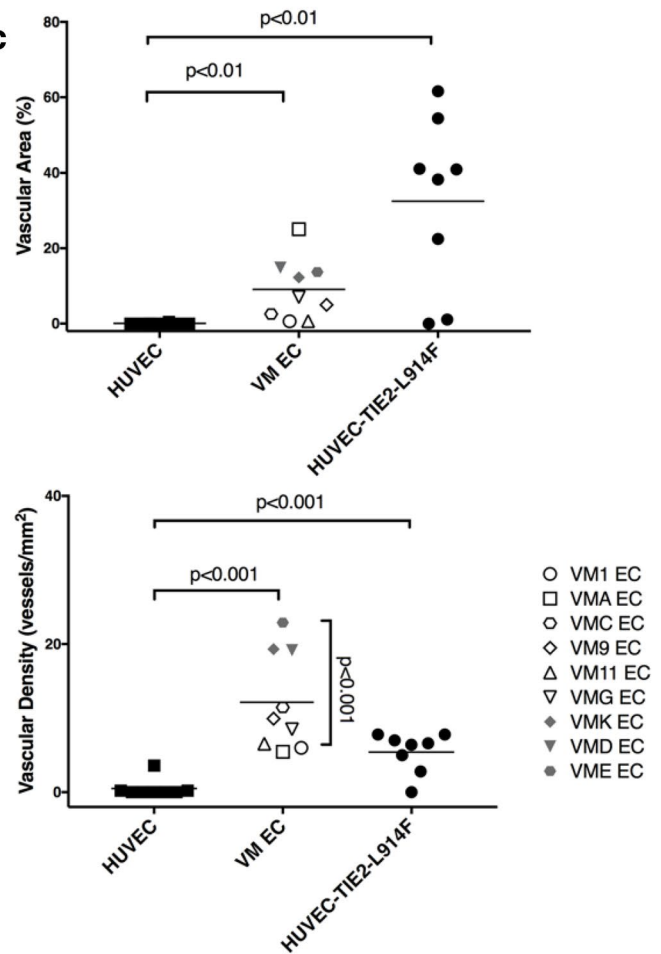 c
p<0.01
p<0.01
Vascular Area (%)
80
60
40
20
0
HUVEC
VM EC
HUVEC-TIE2-L914F
p<0.001
p<0.001
p<0.001
Vascular Density (vessels/mm²)
40
20
0
HUVEC
VM EC
HUVEC-TIE2-L914F
VM1 EC
VMA EC
VMC EC
VM9 EC
VM11 EC
VMG EC
VMK EC
VMD EC
VME EC